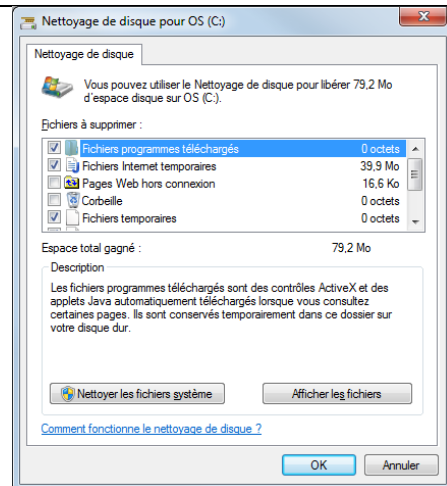 Nettoyage de disque pour OS (C:)
Nettoyage de disque
Vous pouvez utiliser le Nettoyage de disque pour libérer 79,2 Mo
d'espace disque sur OS (C:).
Fichiers à supprimer :
Fichiers programmes téléchargés 0 octets
Fichiers Internet temporaires 39,9 Mo
Pages Web hors connexion 16,6 Ko
Corbeille 0 octets
Fichiers temporaires 0 octets
Espace total gagné : 79,2 Mo
Description
Les fichiers programmes téléchargés sont des contrôles ActiveX et des
applets Java automatiquement téléchargés lorsque vous consultez
certaines pages. Ils sont conservés temporairement dans ce dossier sur
votre disque dur.
Nettoyer les fichiers système Afficher les fichiers
Comment fonctionne le nettoyage de disque ?
OK Annuler